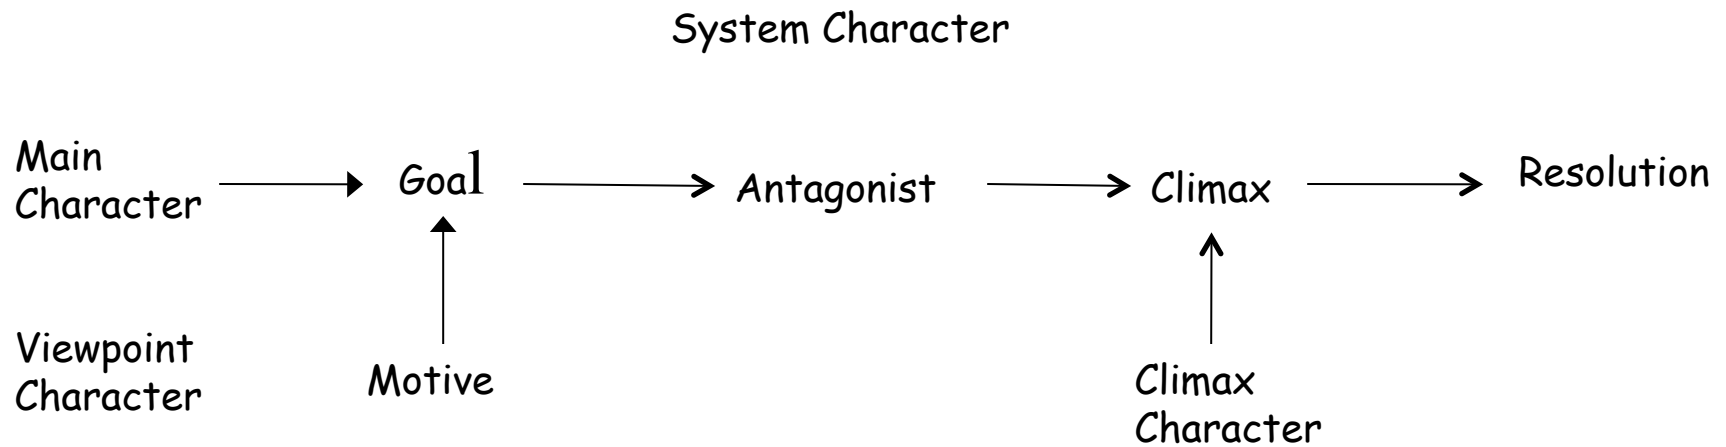 System Character
Main
Character
Goal
Antagonist
Climax
Resolution
Viewpoint
Character
Motive
Climax
Character